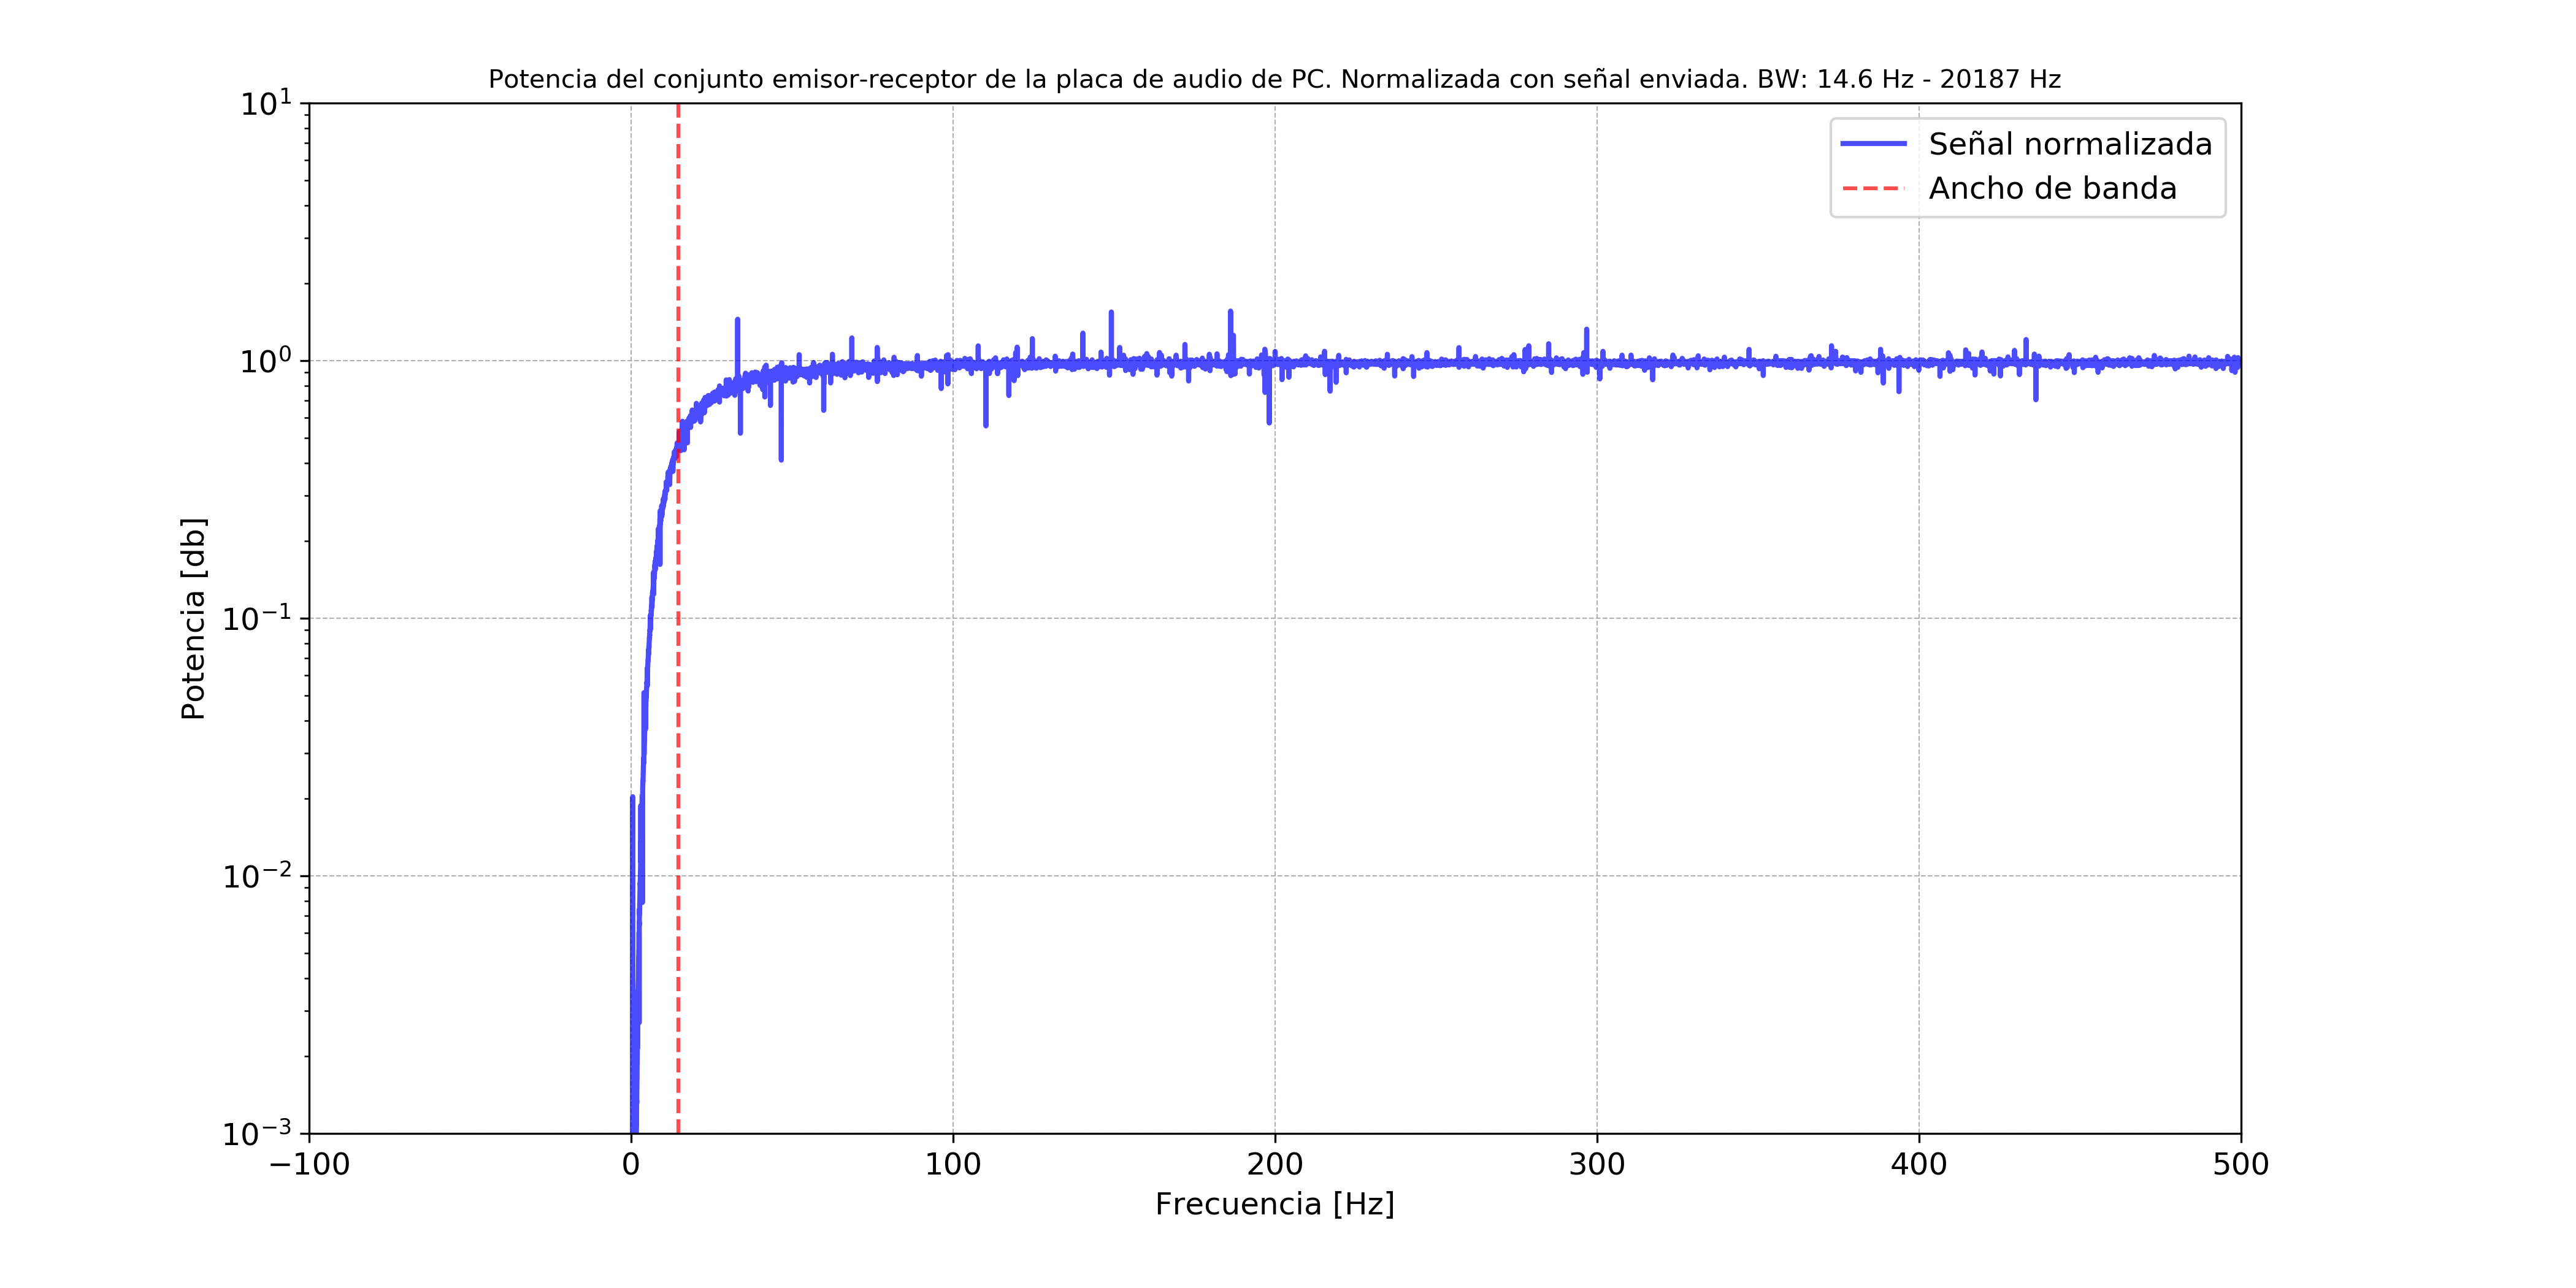 Potencia del conjunto emisor-receptor de la placa de audio de PC. Normalizada con señal enviada. BW: 14.6 Hz - 20187 Hz
Señal normalizada
Ancho de banda
Potencia [db]
10¹
10⁰
10⁻¹
10⁻²
10⁻³
−100 0 100 200 300 400 500
Frecuencia [Hz]